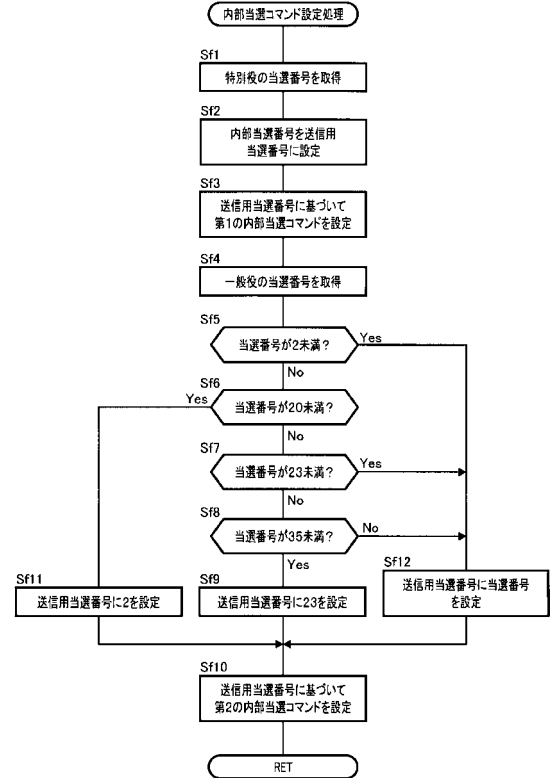 内部当選コマンド設定処理
Sf1
特別役の当選番号を取得
Sf2
内部当選番号を送信用
当選番号に設定
Sf3
送信用当選番号に基づいて
第1の内部当選コマンドを設定
Sf4
一般役の当選番号を取得
Sf5
当選番号が2未満?
Yes
No
Sf6
Yes
当選番号が20未満?
No
Sf7
当選番号が23未満?
Yes
No
Sf8
当選番号が35未満?
No
Yes
Sf11
送信用当選番号に2を設定
Sf9
送信用当選番号に23を設定
Sf12
送信用当選番号に当選番号
を設定
Sf10
送信用当選番号に基づいて
第2の内部当選コマンドを設定
RET